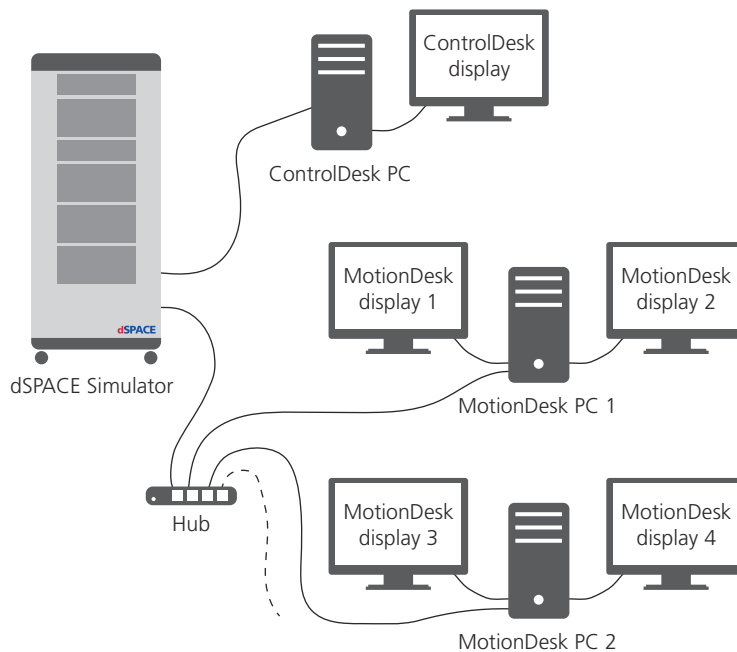 ControlDesk
display
ControlDesk PC
MotionDesk
display 1
MotionDesk
display 2
dSPACE
dSPACE Simulator
MotionDesk PC 1
MotionDesk
display 3
MotionDesk
display 4
Hub
MotionDesk PC 2